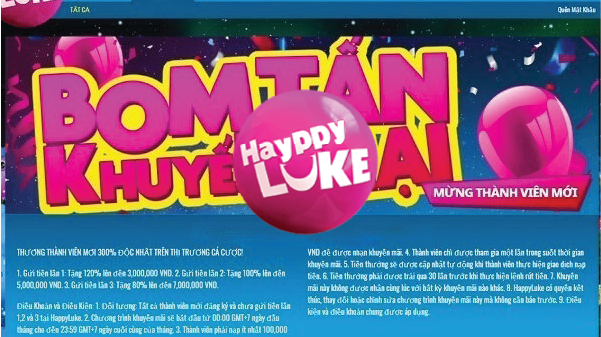 TẤT CẢ
Quên Mật Khẩu
BOM TẤN
KHUYẾ ẠI
Hayppy
LUKE
MỪNG THÀNH VIÊN MỚI
THƯỞNG THÀNH VIÊN MỚI 300% ĐỘC NHẤT TRÊN THỊ TRƯỜNG CÁ CƯỢC!
1. Gửi tiền lần 1: Tặng 120% lên đến 3,000,000 VND. 2. Gửi tiền lần 2: Tặng 100% lên đến
5,000,000 VND. 3. Gửi tiền lần 3: Tặng 80% lên đến 7,000,000 VND.
Điều Khoản và Điều Kiện: 1. Đối tượng: Tất cả thành viên mới đăng ký và chưa gửi tiền lần
1,2 và 3 tại HappyLuke. 2. Chương trình khuyến mãi sẽ bắt đầu từ 00:00 GMT+7 ngày đầu
tháng cho đến 23:59 GMT+7 ngày cuối cùng của tháng. 3. Thành viên phải nạp ít nhất 100,000
VND để được nhận khuyến mãi. 4. Thành viên chỉ được tham gia một lần trong suốt thời gian
khuyến mãi. 5. Tiền thưởng sẽ được cập nhật tự động khi thành viên thực hiện giao dịch nạp
tiền. 6. Tiền thưởng phải được trải qua 30 lần trước khi thực hiện lệnh rút tiền. 7. Khuyến
mãi này không được nhận cùng lúc với bất kỳ khuyến mãi nào khác. 8. HappyLuke có quyền kết
thúc, thay đổi hoặc chỉnh sửa chương trình khuyến mãi này mà không cần báo trước. 9. Điều
kiện và điều khoản chung được áp dụng.